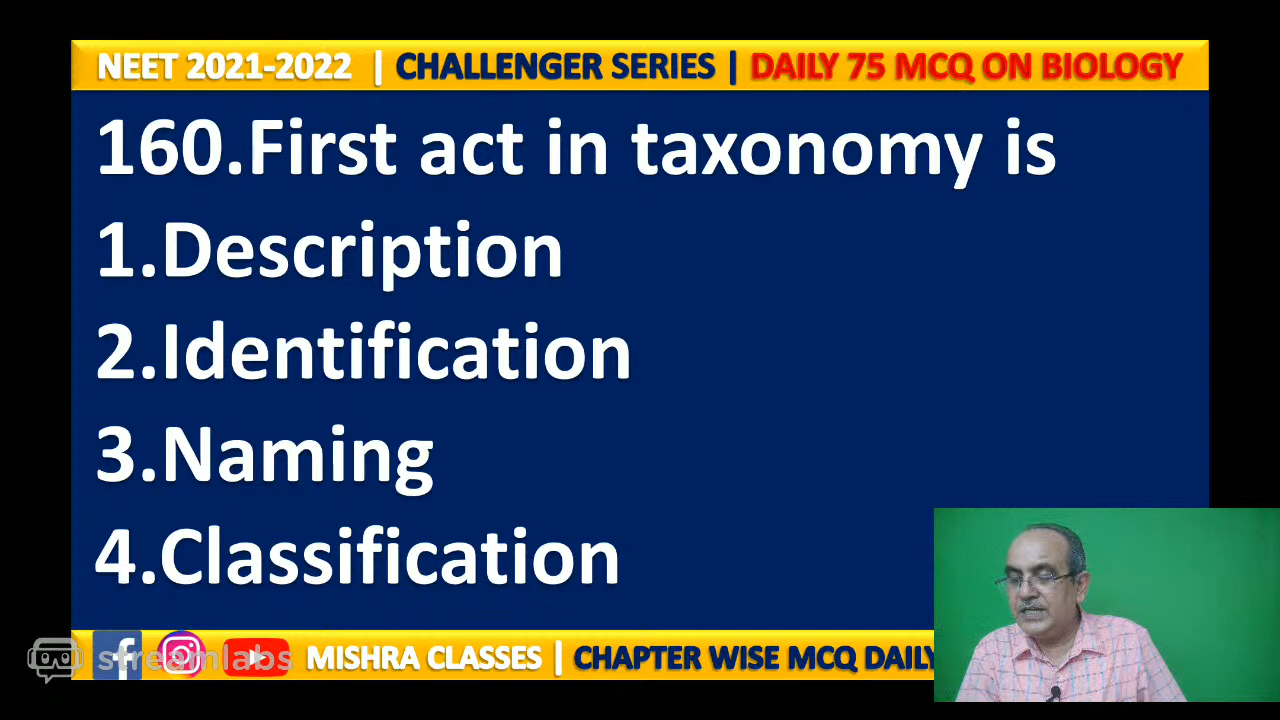 NEET 2021-2022 | CHALLENGER SERIES | DAILY 75 MCQ ON BIOLOGY
160.First act in taxonomy is
1.Description
2.Identification
3.Naming
4.Classification
streamlabs
MISHRA CLASSES | CHAPTER WISE MCQ DAILY